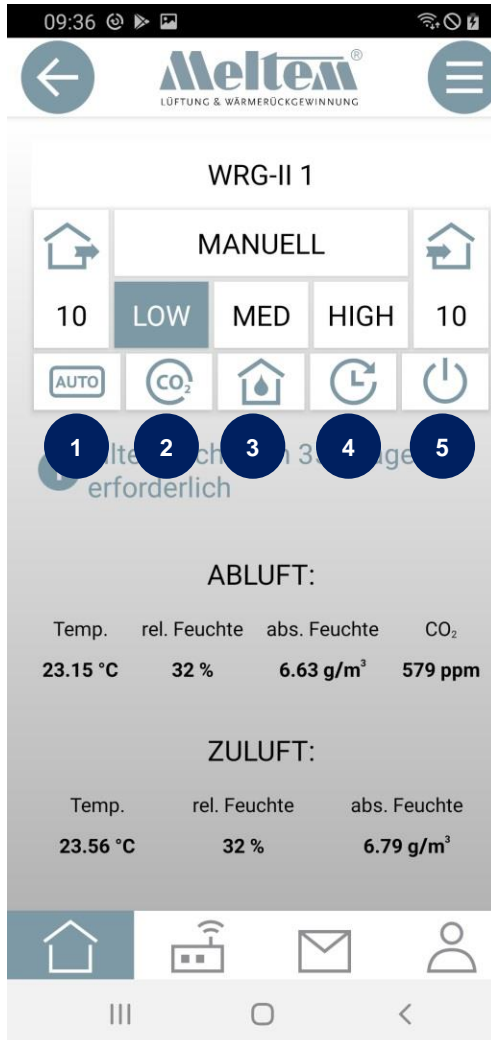 09:36
Meltem®
LÜFTUNG & WÄRMERÜCKGEWINNUNG
WRG-II 1
MANUELL
10 LOW MED HIGH 10
AUTO CO₂
1 2 3 4 5
erforderlich
ABLUFT:
Temp. rel. Feuchte abs. Feuchte CO₂
23.15 °C 32 % 6.63 g/m³ 579 ppm
ZULUFT:
Temp. rel. Feuchte abs. Feuchte
23.56 °C 32 % 6.79 g/m³